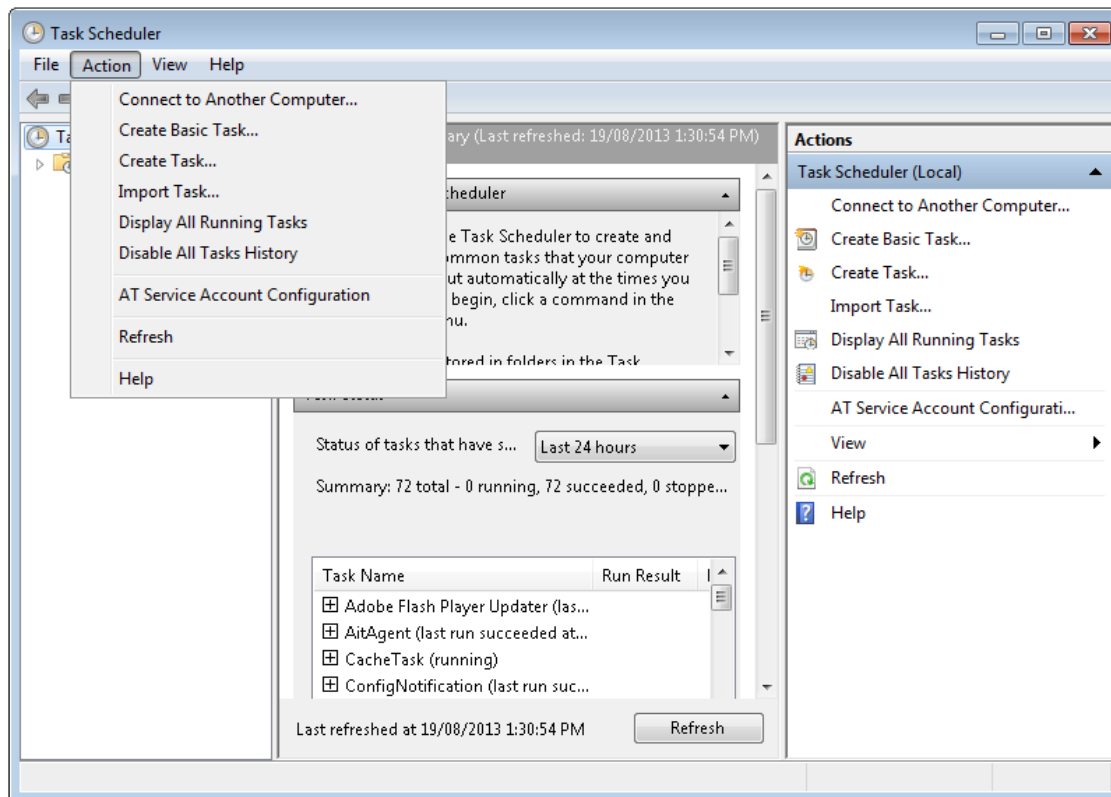 Task Scheduler
File Action View Help
Connect to Another Computer...
Create Basic Task...
Create Task...
Import Task...
Display All Running Tasks
Disable All Tasks History
AT Service Account Configuration
Refresh
Help
(Last refreshed: 19/08/2013 1:30:54 PM)
Task Scheduler to create and
tasks that your computer
automatically at the times you
begin, click a command in the
in folders in the Task
Status of tasks that have s... Last 24 hours
Summary: 72 total - 0 running, 72 succeeded, 0 stoppe...
Task Name Run Result
Adobe Flash Player Updater (las...
AitAgent (last run succeeded at...
CacheTask (running)
ConfigNotification (last run suc...
Last refreshed at 19/08/2013 1:30:54 PM Refresh
Actions
Task Scheduler (Local)
Connect to Another Computer...
Create Basic Task...
Create Task...
Import Task...
Display All Running Tasks
Disable All Tasks History
AT Service Account Configurati...
View
Refresh
Help